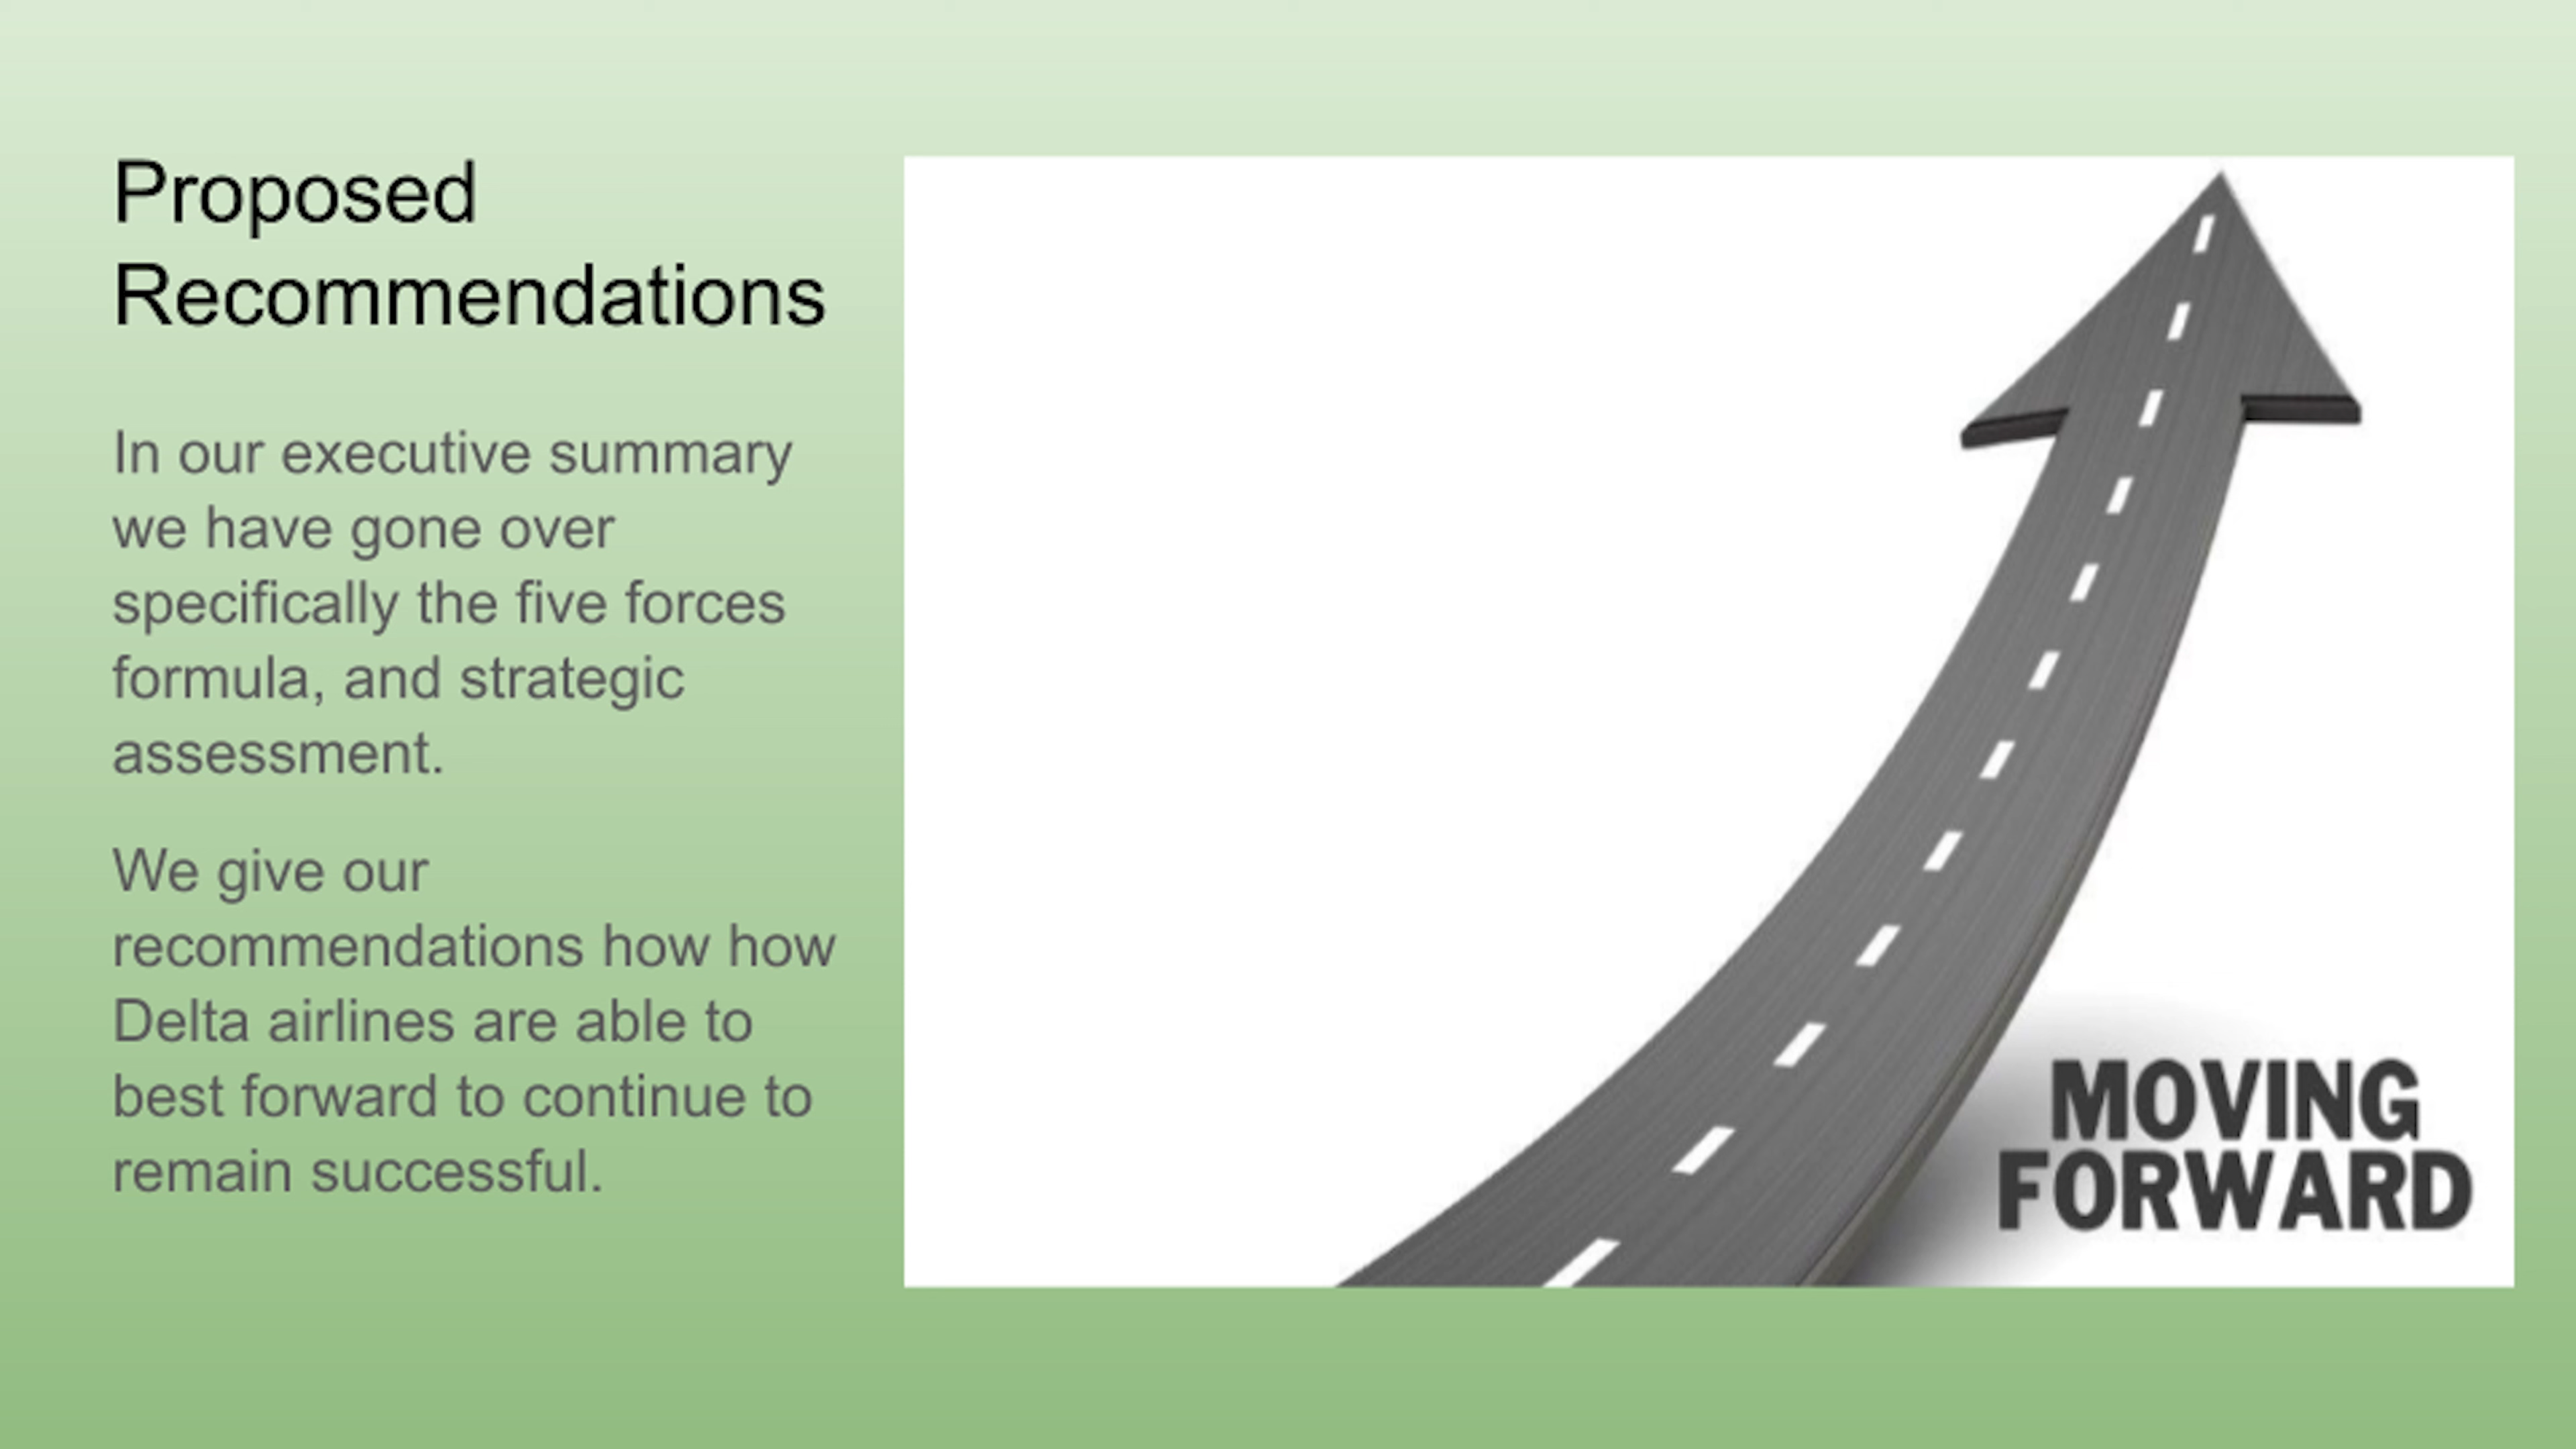 Proposed
Recommendations
In our executive summary
we have gone over
specifically the five forces
formula, and strategic
assessment.
We give our
recommendations how how
Delta airlines are able to
best forward to continue to
remain successful.
MOVING
FORWARD